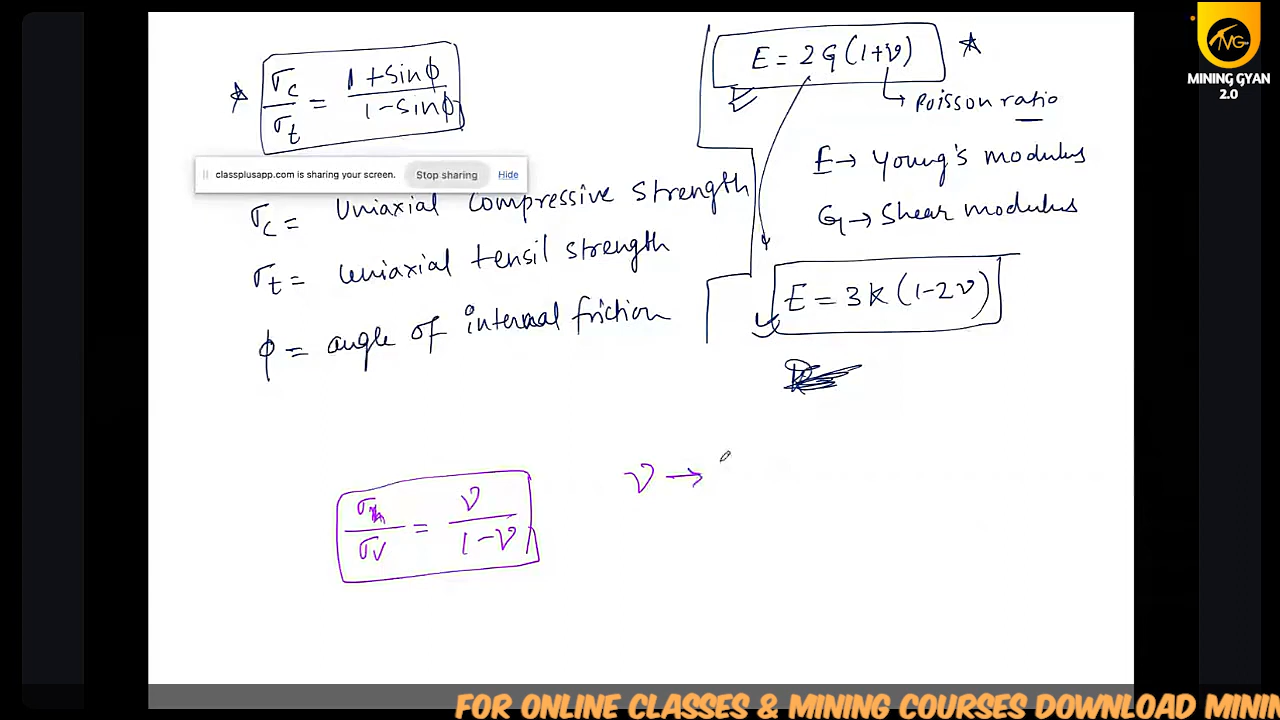 σc/σt = 1+sinϕ/1-sinϕ
classplusapp.com is sharing your screen. Stop sharing Hide
σc = Uniaxial compressive strength
σt = Uniaxial tensil strength
ϕ = angle of internal friction
E = 2G(1+ν)
Poisson ratio
E → Young's modulus
G → Shear modulus
E = 3K(1-2ν)
σh/σv = ν/1-ν
ν →
MG
MINING GYAN
2.0
FOR ONLINE CLASSES & MINING COURSES DOWNLOAD MININ